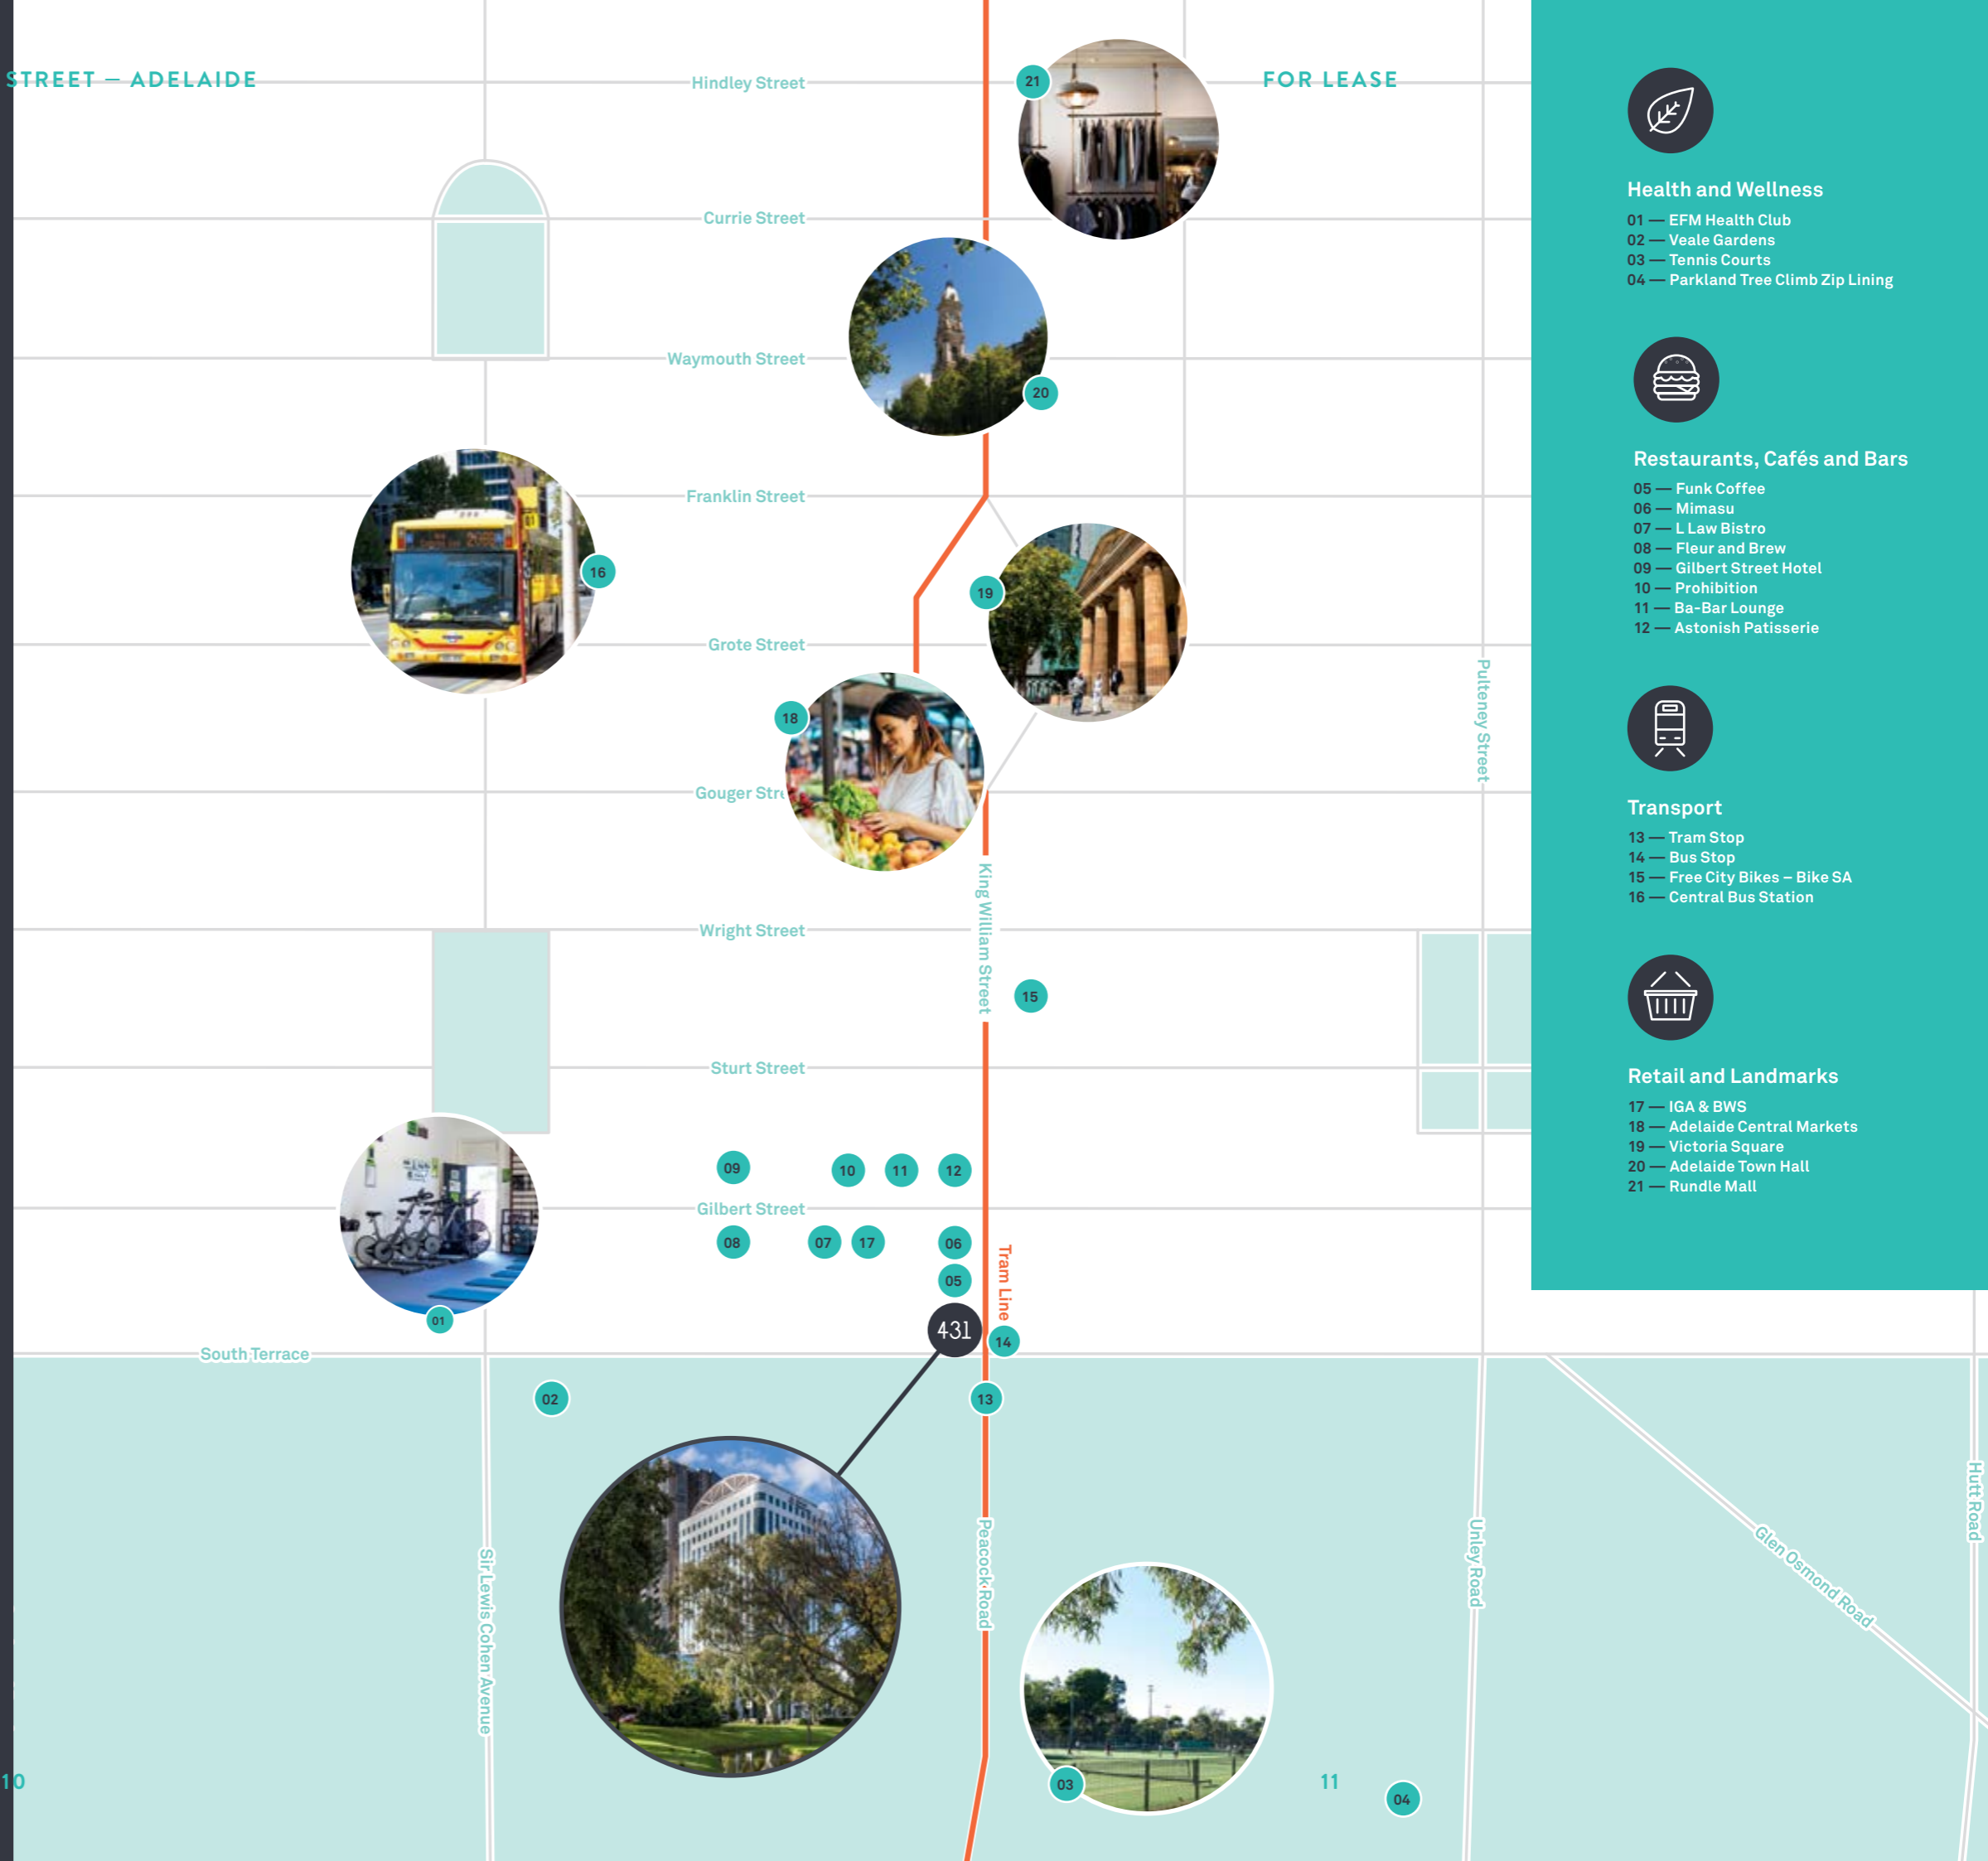 STREET — ADELAIDE
FOR LEASE
Hindley Street
21
Currie Street
Waymouth Street
20
Franklin Street
16
19
Grote Street
18
Gouger Stre
Pulteney Street
King William Street
Wright Street
15
Sturt Street
09
10
11
12
Gilbert Street
08
07
17
06
05
Tram Line
01
431
14
South Terrace
02
13
Sir Lewis Cohen Avenue
Peacock Road
Unley Road
Glen Osmond Road
Hutt Road
03
04
10
11
Health and Wellness
01 — EFM Health Club
02 — Veale Gardens
03 — Tennis Courts
04 — Parkland Tree Climb Zip Lining
Restaurants, Cafés and Bars
05 — Funk Coffee
06 — Mimasu
07 — L Law Bistro
08 — Fleur and Brew
09 — Gilbert Street Hotel
10 — Prohibition
11 — Ba-Bar Lounge
12 — Astonish Patisserie
Transport
13 — Tram Stop
14 — Bus Stop
15 — Free City Bikes – Bike SA
16 — Central Bus Station
Retail and Landmarks
17 — IGA & BWS
18 — Adelaide Central Markets
19 — Victoria Square
20 — Adelaide Town Hall
21 — Rundle Mall